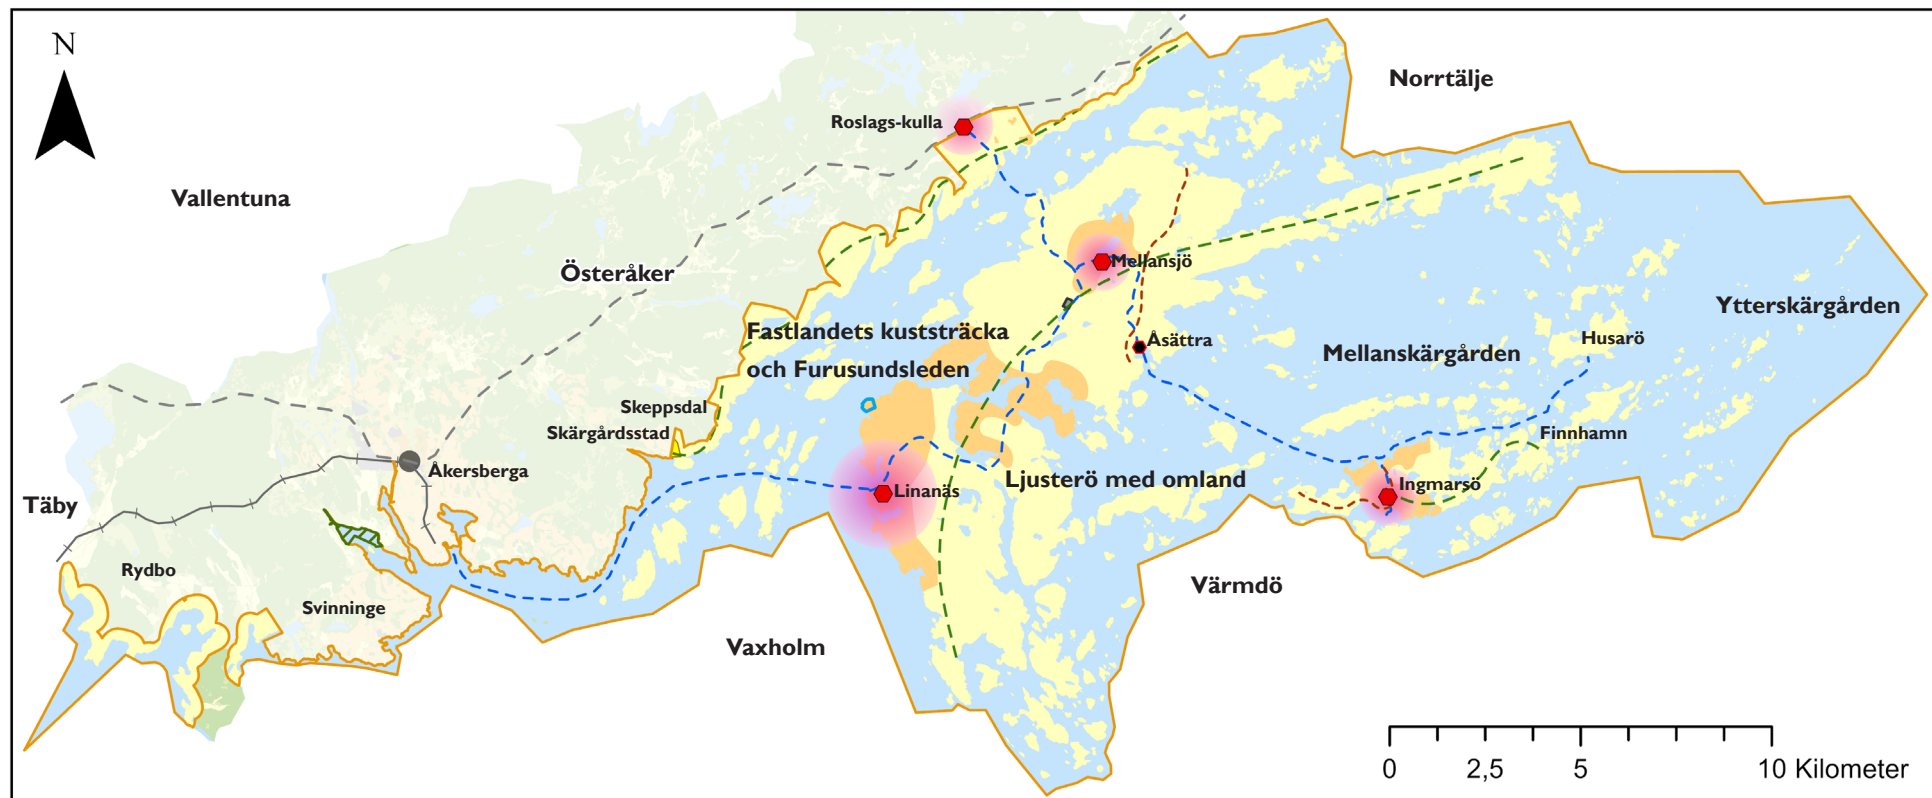 N
Norrtälje
Roslags-kulla
Vallentuna
Österåker
Mellansjö
Ytterskärgården
Fastlandets kuststräcka
och Furusundsleden
Åsättra
Husarö
Mellanskärgården
Skeppsdal
Skärgårdsstad
Finnhamn
Åkersberga
Ljusterö med omland
Ingmarsö
Linanäs
Täby
Rydbo
Värmdö
Svinninge
Vaxholm
0 2,5 5 10 Kilometer